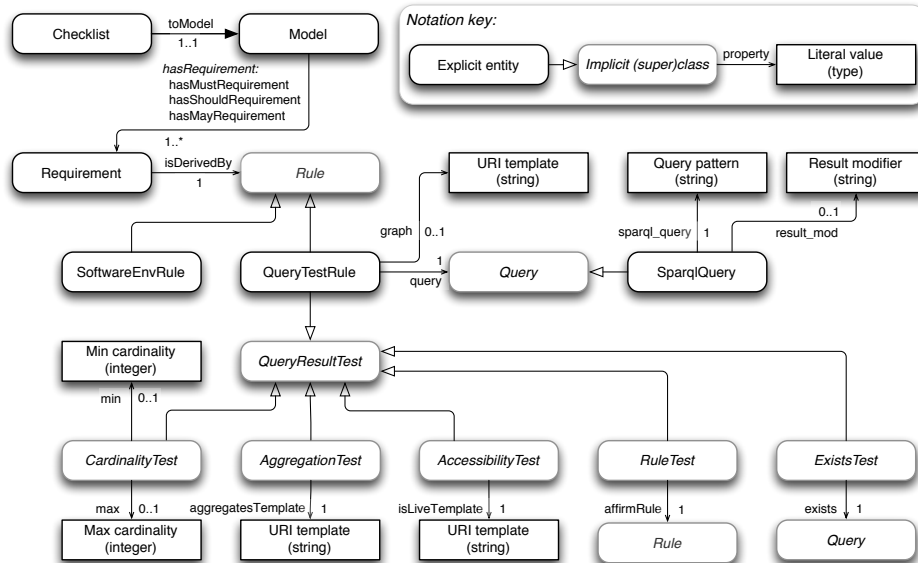 Checklist
toModel
1..1
Model
Notation key:
Explicit entity
Implicit (super)class
property
Literal value
(type)
hasRequirement:
hasMustRequirement
hasShouldRequirement
hasMayRequirement
1..*
Requirement
isDerivedBy
1
Rule
URI template
(string)
Query pattern
(string)
Result modifier
(string)
graph
0..1
sparql_query
1
0..1
result_mod
SoftwareEnvRule
QueryTestRule
1
query
Query
SparqlQuery
Min cardinality
(integer)
QueryResultTest
min
0..1
CardinalityTest
AggregationTest
AccessibilityTest
RuleTest
ExistsTest
max
0..1
aggregatesTemplate
1
isLiveTemplate
1
affirmRule
1
exists
1
Max cardinality
(integer)
URI template
(string)
URI template
(string)
Rule
Query